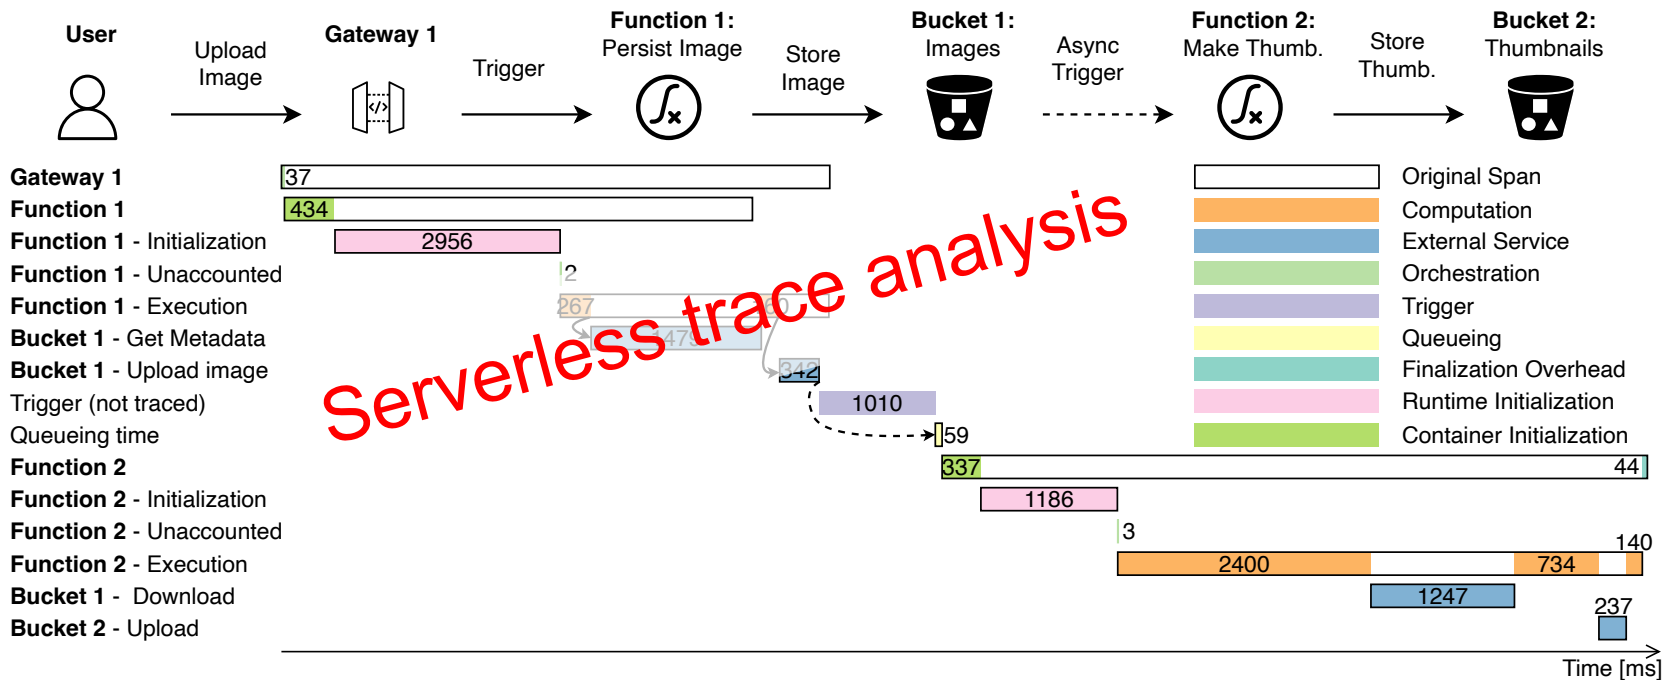 User
Upload
Image
Gateway 1
Trigger
Function 1:
Persist Image
Store
Image
Bucket 1:
Images
Async
Trigger
Function 2:
Make Thumb.
Store
Thumb.
Bucket 2:
Thumbnails
</>
Gateway 1 37
Function 1 434
Function 1 - Initialization 2956
Function 1 - Unaccounted 2
Function 1 - Execution 267
Bucket 1 - Get Metadata 1479
Bucket 1 - Upload image 342
Trigger (not traced) 1010
Queueing time 59
Function 2 337 44
Function 2 - Initialization 1186
Function 2 - Unaccounted 3
Function 2 - Execution 2400 734 140
Bucket 1 - Download 1247
Bucket 2 - Upload 237
Time [ms]
Original Span
Computation
External Service
Orchestration
Trigger
Queueing
Finalization Overhead
Runtime Initialization
Container Initialization
Serverless trace analysis